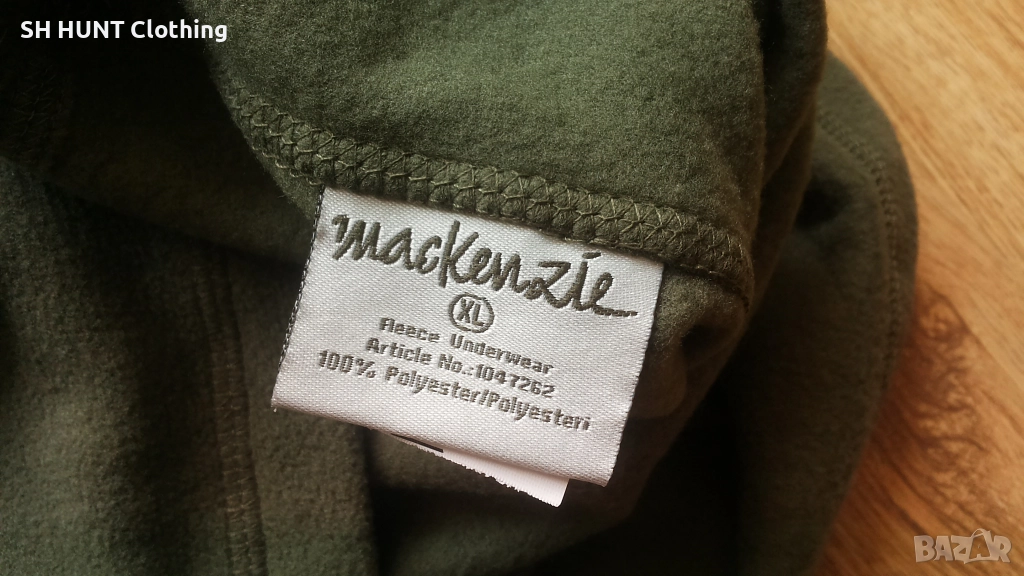 SH HUNT Clothing
mackenzie
XL
Fleece Underwear
Article No.:1047262
100% Polyester/Polyesteri
BAZAR